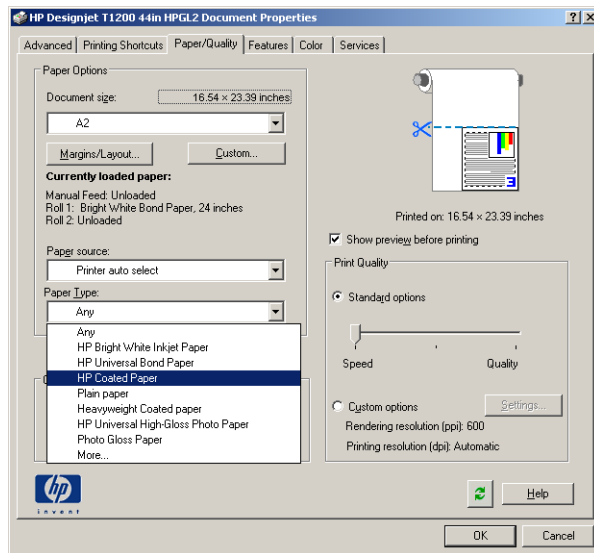 HP Designjet T1200 44in HPGL2 Document Properties
Advanced Printing Shortcuts Paper/Quality Features Color Services
Paper Options
Document size: 16.54 × 23.39 inches
A2
Margins/Layout... Custom...
Currently loaded paper:
Manual Feed: Unloaded
Roll 1: Bright White Bond Paper, 24 inches
Roll 2: Unloaded
Paper source:
Printer auto select
Paper Type:
Any
Any
HP Bright White Inkjet Paper
HP Universal Bond Paper
HP Coated Paper
Plain paper
Heavyweight Coated paper
HP Universal High-Gloss Photo Paper
Photo Gloss Paper
More...
3
Printed on: 16.54 × 23.39 inches
Show preview before printing
Print Quality
Standard options
Speed Quality
Custom options Settings...
Rendering resolution (ppi): 600
Printing resolution (dpi): Automatic
hp
invent
Help
OK Cancel